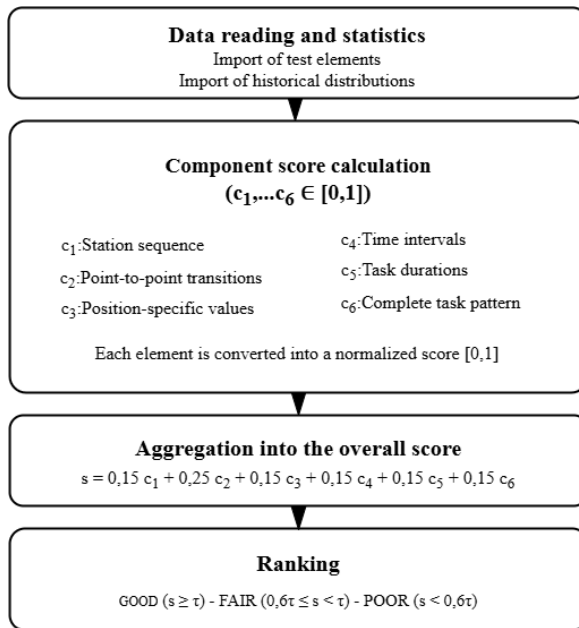 Data reading and statistics
Import of test elements
Import of historical distributions
Component score calculation
(c₁,...c₆ ∈ [0,1])
c₁:Station sequence
c₂:Point-to-point transitions
c₃:Position-specific values
c₄:Time intervals
c₅:Task durations
c₆:Complete task pattern
Each element is converted into a normalized score [0,1]
Aggregation into the overall score
s = 0,15 c₁ + 0,25 c₂ + 0,15 c₃ + 0,15 c₄ + 0,15 c₅ + 0,15 c₆
Ranking
GOOD (s ≥ τ) - FAIR (0,6τ ≤ s < τ) - POOR (s < 0,6τ)